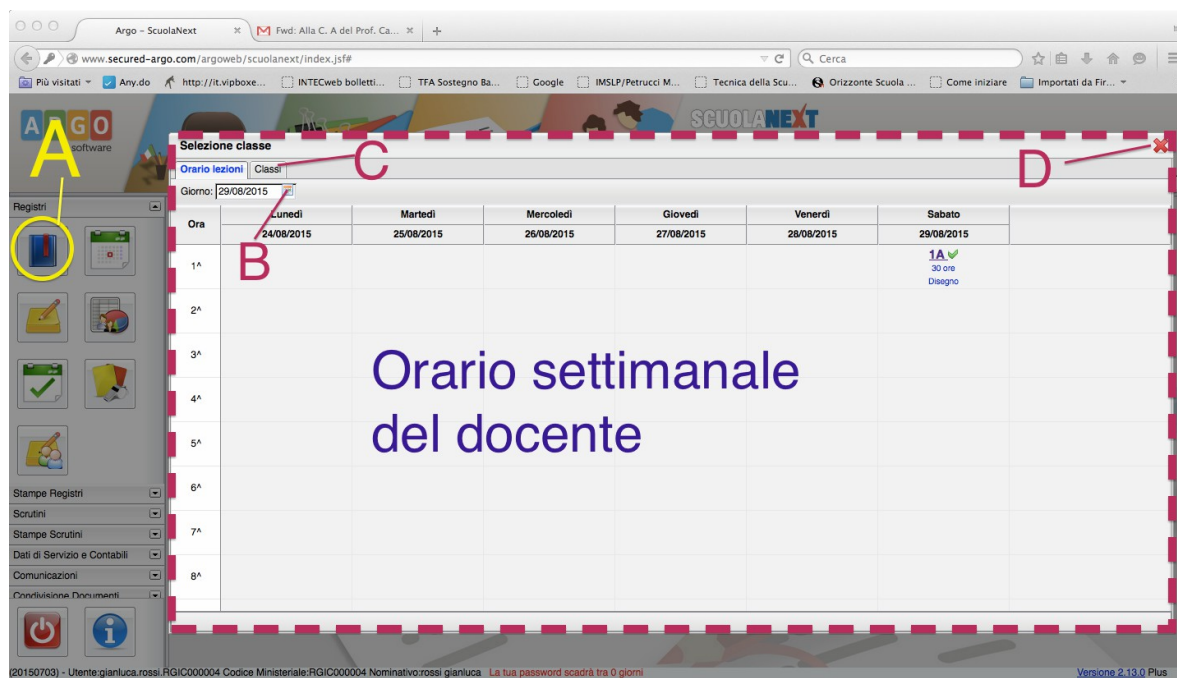 Argo - ScuolaNext
Fwd: Alla C. A del Prof. Ca...
www.secured-argo.com/argoweb/scuolanext/index.jsf#
Cerca
Più visitati
Any.do
http://it.vipboxe...
INTECweb bolletti...
TFA Sostegno Ba...
Google
IMSLP/Petrucci M...
Tecnica della Scu...
Orizzonte Scuola ...
Come iniziare
Importati da Fir...
ARGO
software
SCUOLANEXT
A
Selezione classe
C
D
Orario lezioni
Classi
Giorno: 29/08/2015
B
Registri
Ora
Lunedì
Martedì
Mercoledì
Giovedì
Venerdì
Sabato
24/08/2015
25/08/2015
26/08/2015
27/08/2015
28/08/2015
29/08/2015
1^
1A
30 ore
Disegno
2^
3^
4^
5^
6^
7^
8^
Orario settimanale
del docente
Stampe Registri
Scrutini
Stampe Scrutini
Dati di Servizio e Contabili
Comunicazioni
Condivisione Documenti
(20150703) - Utente:gianluca.rossi.RGIC000004 Codice Ministeriale:RGIC000004 Nominativo:rossi gianluca La tua password scadrà tra 0 giorni
Versione 2.13.0 Plus